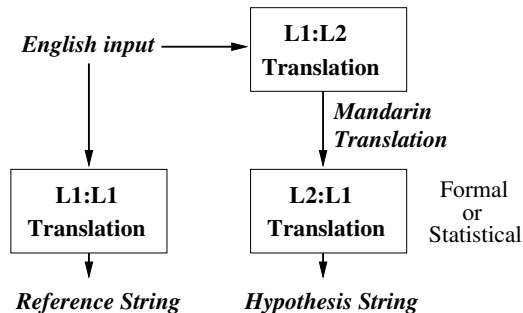 English input
L1:L2
Translation
Mandarin
Translation
L1:L1
Translation
L2:L1
Translation
Formal
or
Statistical
Reference String
Hypothesis String